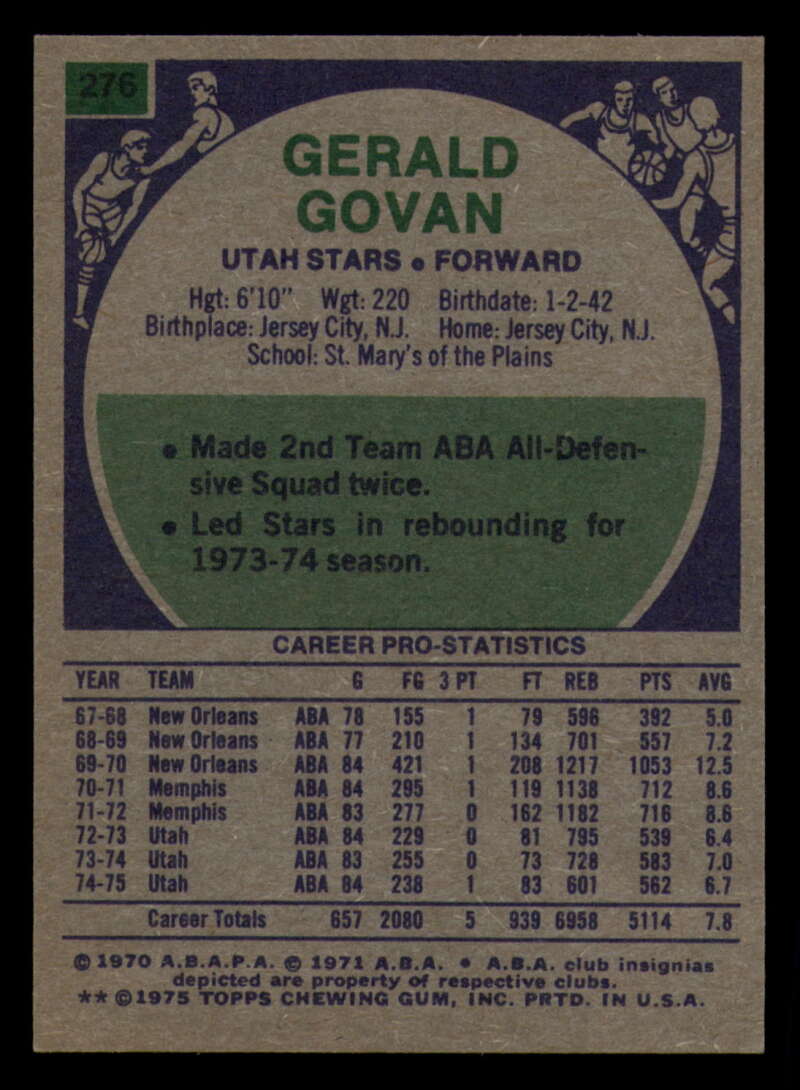 276
GERALD
GOVAN
UTAH STARS • FORWARD
Hgt: 6'10" Wgt: 220 Birthdate: 1-2-42
Birthplace: Jersey City, N.J. Home: Jersey City, N.J.
School: St. Mary's of the Plains
• Made 2nd Team ABA All-Defen-
sive Squad twice.
• Led Stars in rebounding for
1973-74 season.
CAREER PRO-STATISTICS
YEAR TEAM G FG 3 PT FT REB PTS AVG
67-68 New Orleans ABA 78 155 1 79 596 392 5.0
68-69 New Orleans ABA 77 210 1 134 701 557 7.2
69-70 New Orleans ABA 84 421 1 208 1217 1053 12.5
70-71 Memphis ABA 84 295 1 119 1138 712 8.6
71-72 Memphis ABA 83 277 0 162 1182 716 8.6
72-73 Utah ABA 84 229 0 81 795 539 6.4
73-74 Utah ABA 83 255 0 73 728 583 7.0
74-75 Utah ABA 84 238 1 83 601 562 6.7
Career Totals 657 2080 5 939 6958 5114 7.8
© 1970 A.B.A.P.A. © 1971 A.B.A. • A.B.A. club insignias
depicted are property of respective clubs.
** ©1975 TOPPS CHEWING GUM, INC. PRTD. IN U.S.A.